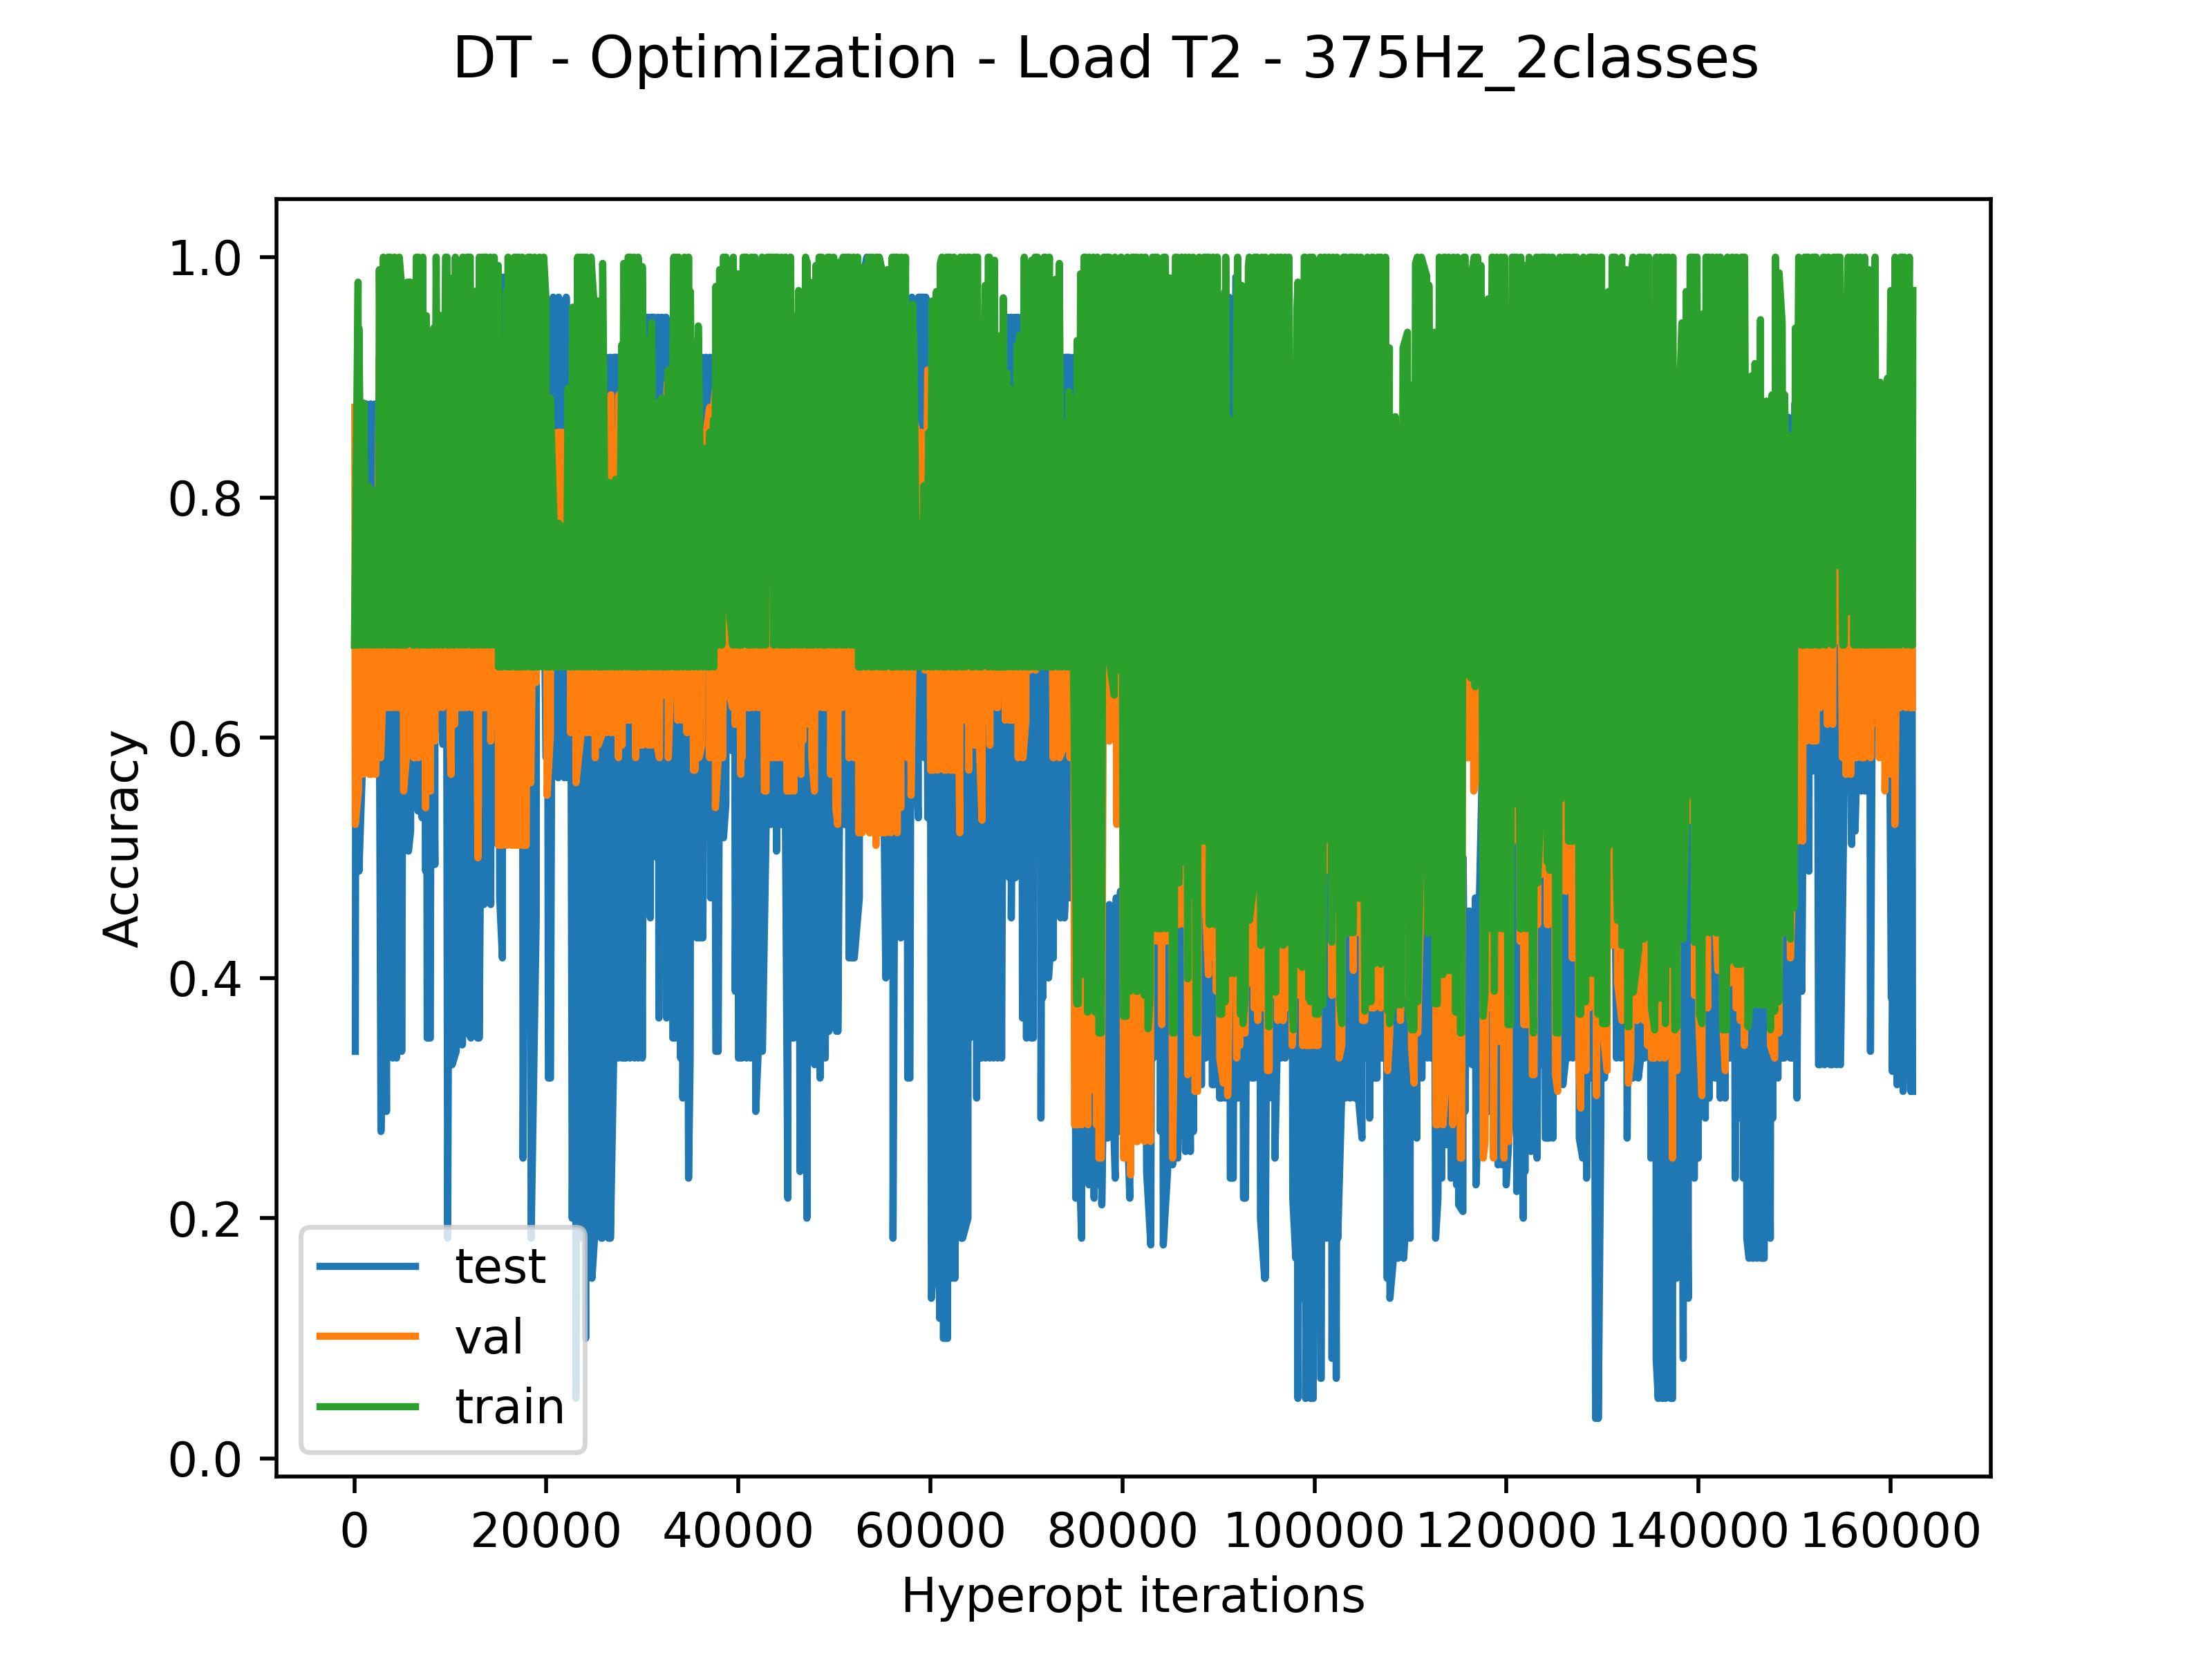 DT - Optimization - Load T2 - 375Hz_2classes
1.0
0.8
0.6
0.4
0.2
0.0
Accuracy
test
val
train
0 20000 40000 60000 80000 100000 120000 140000 160000
Hyperopt iterations